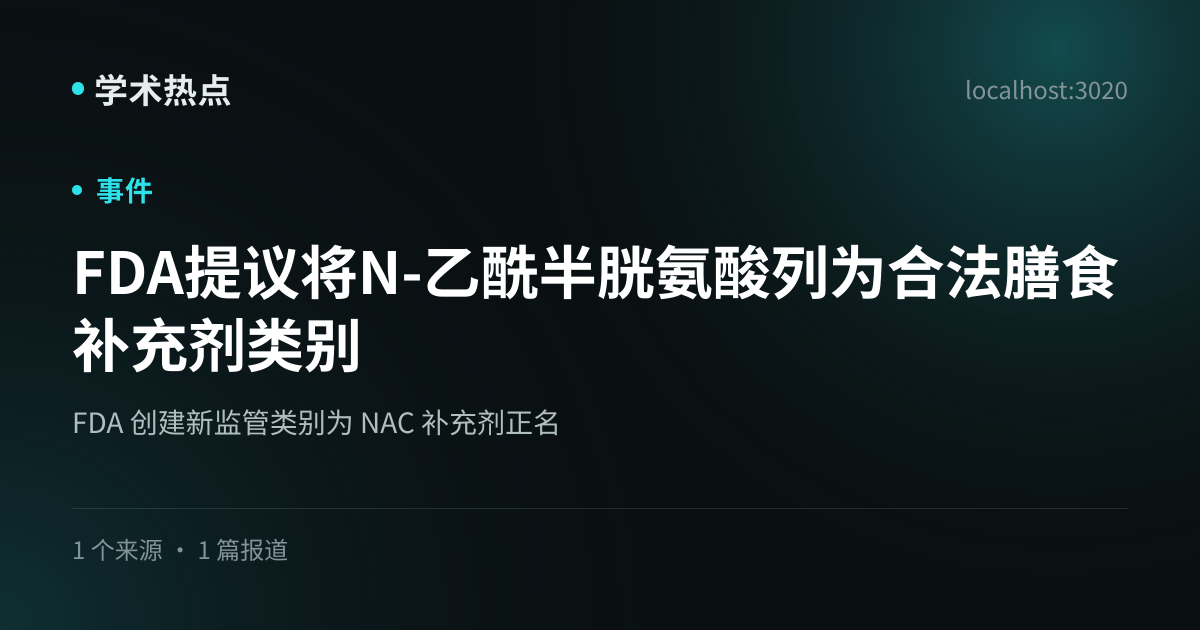 学术热点
localhost:3020
事件
FDA提议将N-乙酰半胱氨酸列为合法膳食
补充剂类别
FDA 创建新监管类别为 NAC 补充剂正名
1 个来源 · 1 篇报道